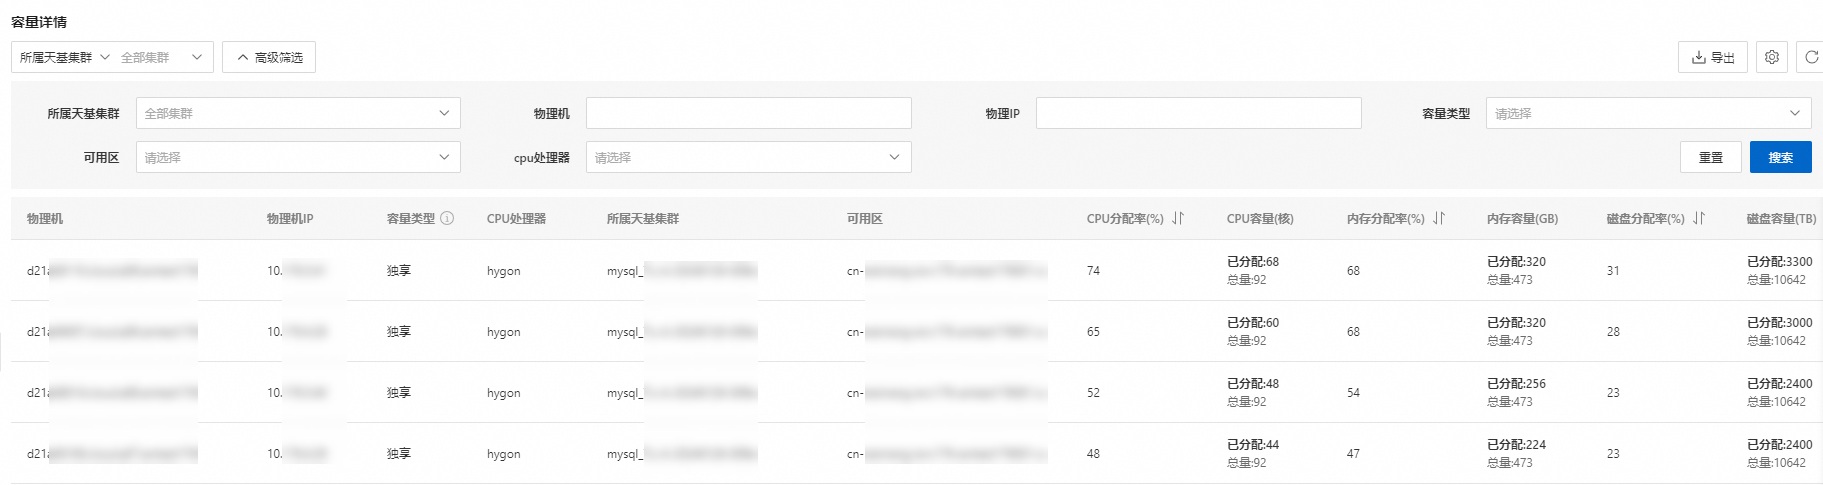 容量详情
所属天基集群 全部集群 高级筛选 导出
所属天基集群 全部集群 物理机 物理IP 容量类型 请选择
可用区 请选择 cpu处理器 请选择 重置 搜索
物理机 物理机IP 容量类型 CPU处理器 所属天基集群 可用区 CPU分配率(%) CPU容量(核) 内存分配率(%) 内存容量(GB) 磁盘分配率(%) 磁盘容量(TB)
d21a 10. 独享 hygon mysql_ cn- 74 已分配:68 68 已分配:320 31 已分配:3300
总量:92 总量:473 总量:10642
d21a 10. 独享 hygon mysql_ cn- 65 已分配:60 68 已分配:320 28 已分配:3000
总量:92 总量:473 总量:10642
d21a 10. 独享 hygon mysql_ cn- 52 已分配:48 54 已分配:256 23 已分配:2400
总量:92 总量:473 总量:10642
d21a 10. 独享 hygon mysql_ cn- 48 已分配:44 47 已分配:224 23 已分配:2400
总量:92 总量:473 总量:10642